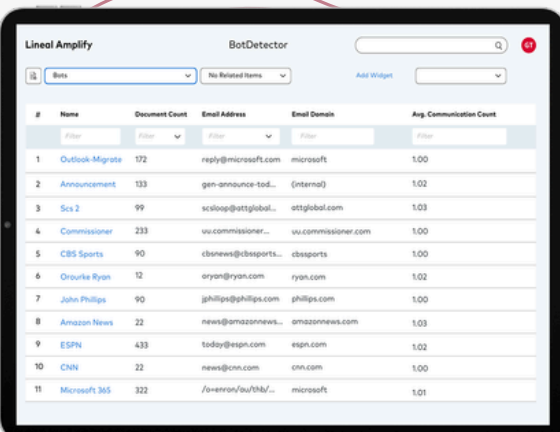 Lineal Amplify BotDetector GT
Bots No Related Items Add Widget
# Name Document Count Email Address Email Domain Avg. Communication Count
Filter Filter Filter Filter Filter
1 Outlook-Migrate 172 reply@microsoft.com microsoft 1.00
2 Announcement 133 gen-announce-tod... (internal) 1.02
3 Scs 2 99 scsloop@attglobal... attglobal.com 1.03
4 Commissioner 233 uu.commissioner... uu.commissioner.com 1.00
5 CBS Sports 90 cbsnews@cbssports... cbssports 1.00
6 Orourke Ryan 12 oryan@ryan.com ryan.com 1.02
7 John Phillips 90 jphillips@phillips.com phillips.com 1.00
8 Amazon News 22 news@amazonnews... amazonnews.com 1.03
9 ESPN 433 today@espn.com espn.com 1.02
10 CNN 22 news@cnn.com cnn.com 1.00
11 Microsoft 365 322 /o=enron/ou/thb/... microsoft 1.01